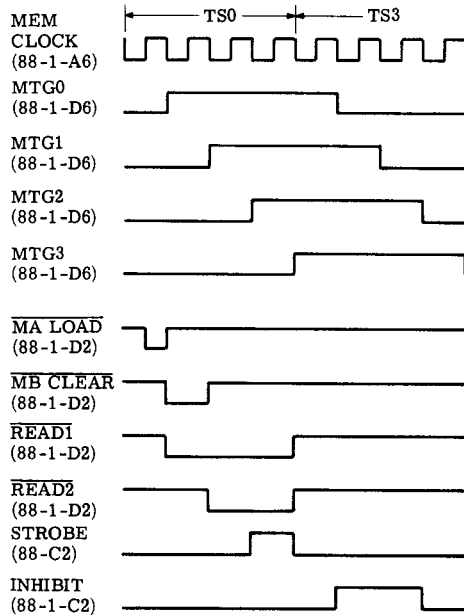 TS0 TS3
MEM
CLOCK
(88-1-A6)
MTG0
(88-1-D6)
MTG1
(88-1-D6)
MTG2
(88-1-D6)
MTG3
(88-1-D6)
MA LOAD
(88-1-D2)
MB CLEAR
(88-1-D2)
READ1
(88-1-D2)
READ2
(88-1-D2)
STROBE
(88-C2)
INHIBIT
(88-1-C2)